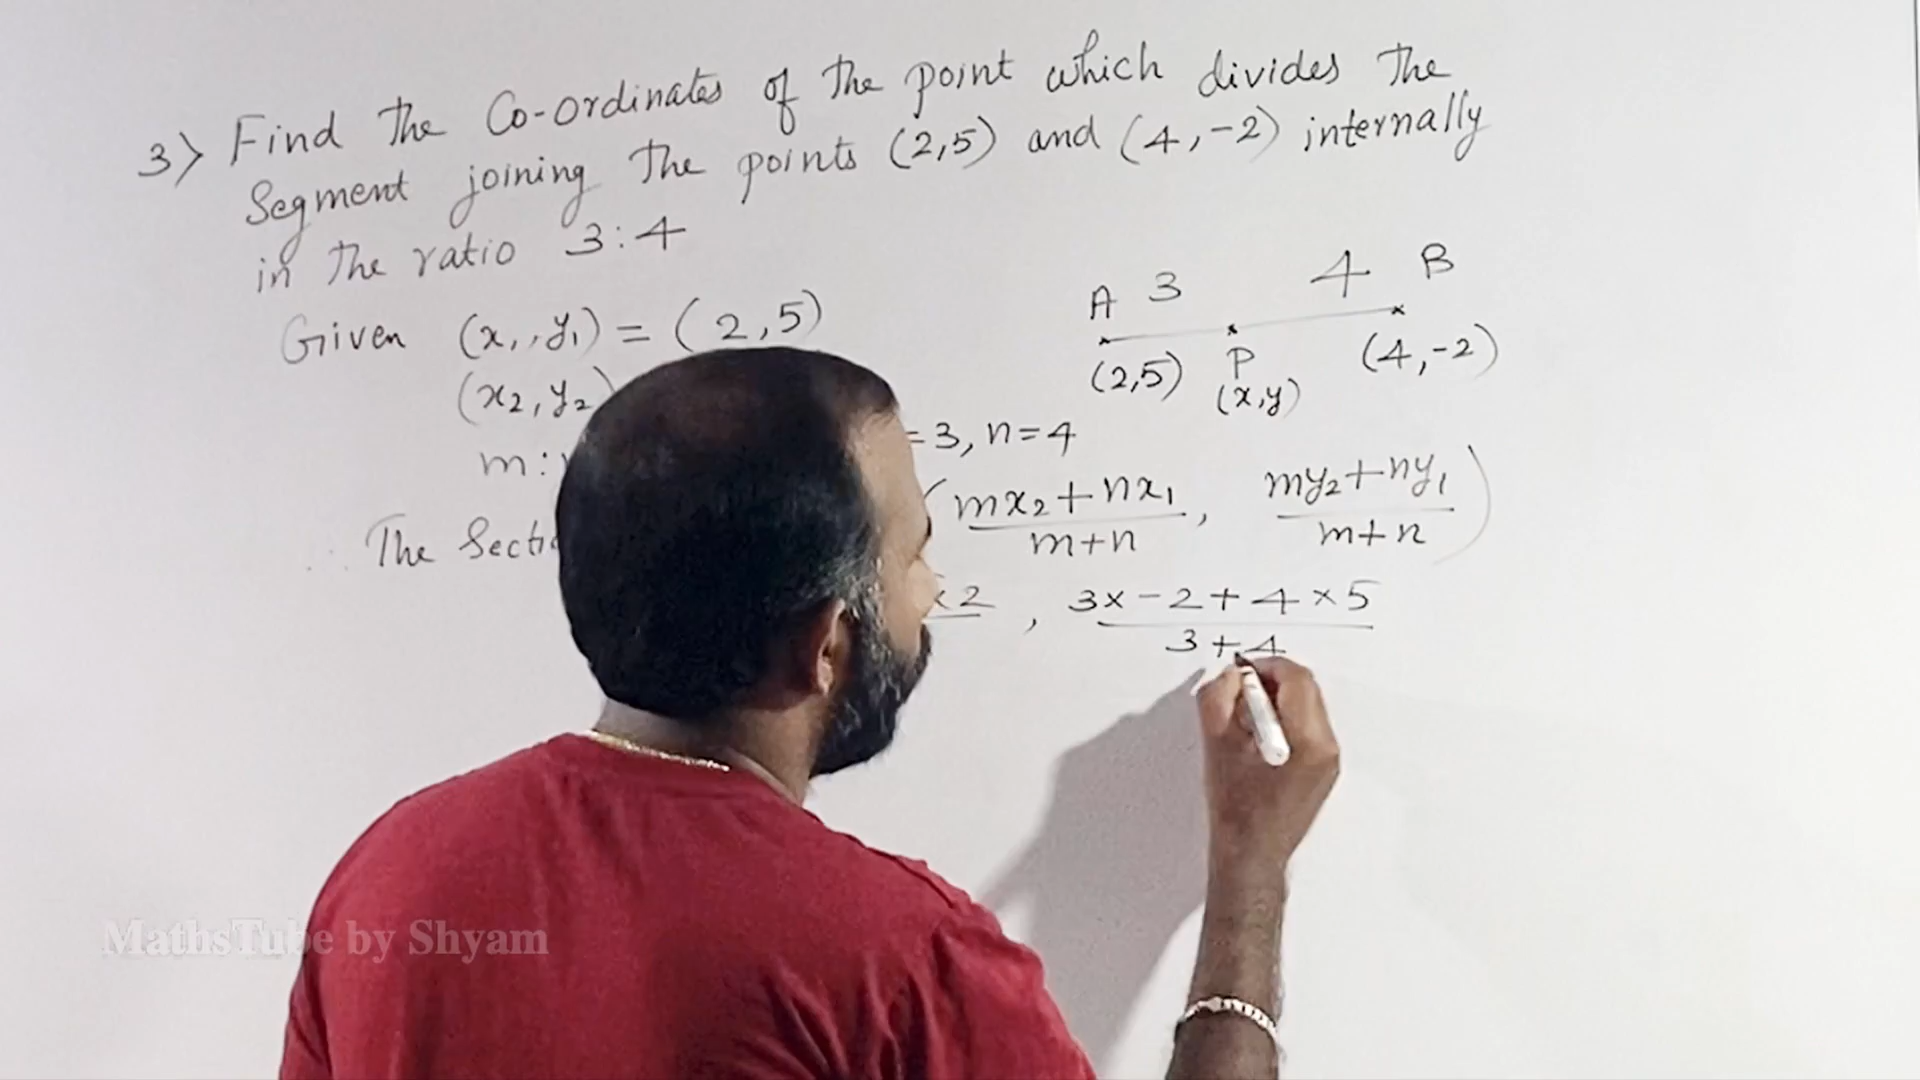 3) Find the Co-ordinates of the point which divides the
Segment joining the points (2,5) and (4,-2) internally
in the ratio 3:4
A 3 4 B
(2,5) P (4,-2)
(x,y)
Given (x₁,y₁) = (2,5)
(x₂,y₂)
m: =3, n=4
∴ The (mx₂+nx₁/m+n, my₂+ny₁/m+n)
×2, 3×-2+4×5/3+4
MathsTube by Shyam